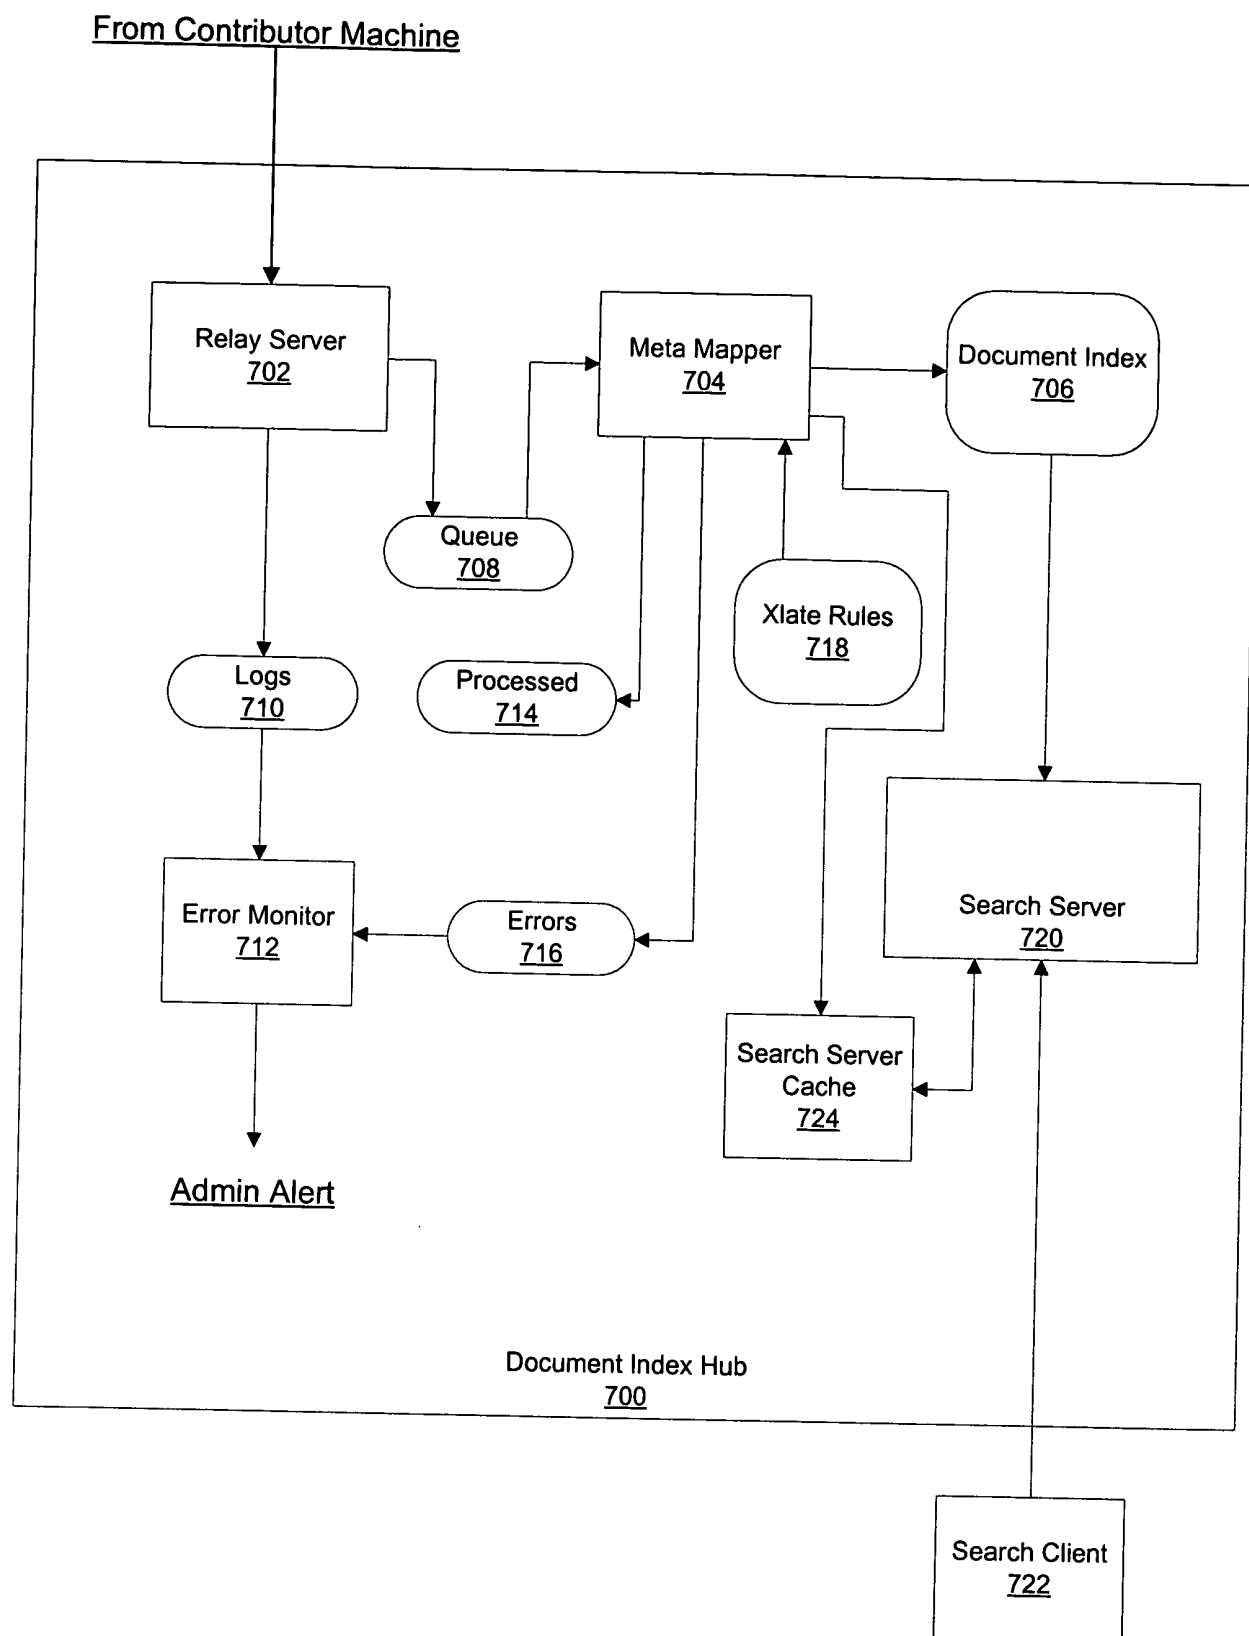 From Contributor Machine
Relay Server
702
Meta Mapper
704
Document Index
706
Queue
708
Xlate Rules
718
Logs
710
Processed
714
Error Monitor
712
Errors
716
Search Server
720
Search Server
Cache
724
Admin Alert
Document Index Hub
700
Search Client
722